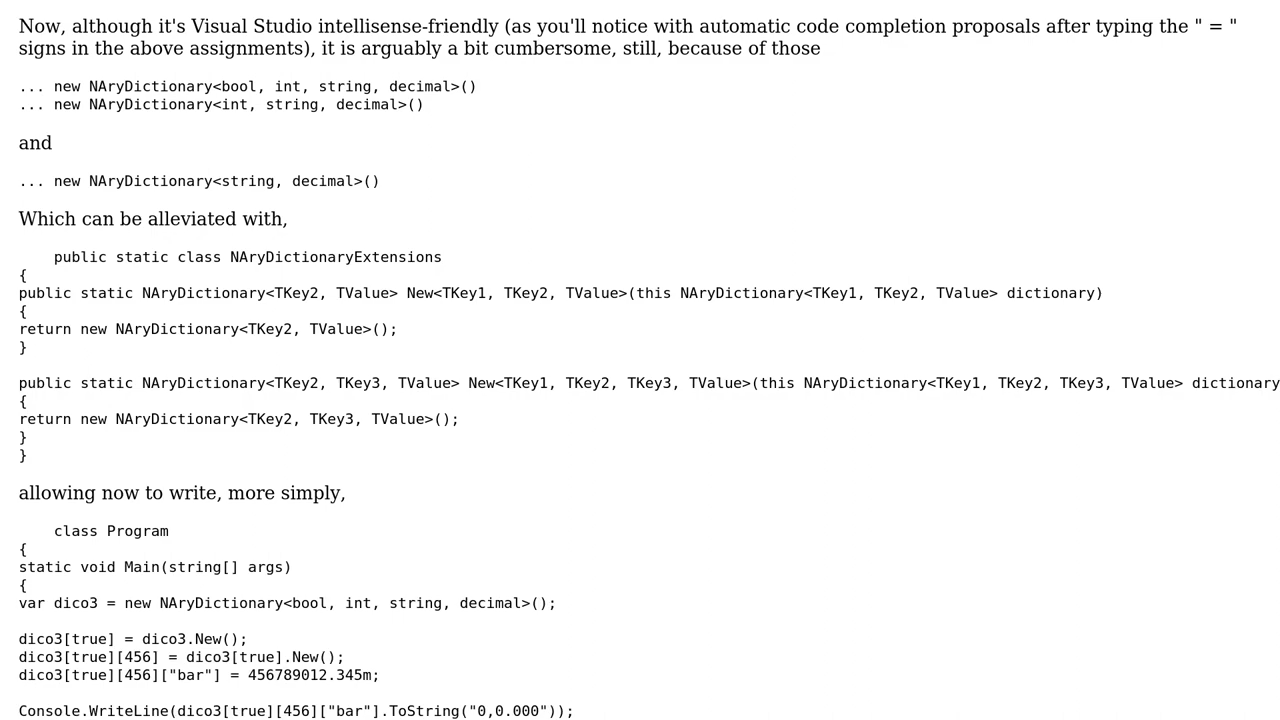 Now, although it's Visual Studio intellisense-friendly (as you'll notice with automatic code completion proposals after typing the " = "
signs in the above assignments), it is arguably a bit cumbersome, still, because of those
... new NAryDictionary<bool, int, string, decimal>()
... new NAryDictionary<int, string, decimal>()
and
... new NAryDictionary<string, decimal>()
Which can be alleviated with,
    public static class NAryDictionaryExtensions
{
public static NAryDictionary<TKey2, TValue> New<TKey1, TKey2, TValue>(this NAryDictionary<TKey1, TKey2, TValue> dictionary)
{
return new NAryDictionary<TKey2, TValue>();
}
public static NAryDictionary<TKey2, TKey3, TValue> New<TKey1, TKey2, TKey3, TValue>(this NAryDictionary<TKey1, TKey2, TKey3, TValue> dictionary
{
return new NAryDictionary<TKey2, TKey3, TValue>();
}
}
allowing now to write, more simply,
    class Program
{
static void Main(string[] args)
{
var dico3 = new NAryDictionary<bool, int, string, decimal>();
dico3[true] = dico3.New();
dico3[true][456] = dico3[true].New();
dico3[true][456]["bar"] = 456789012.345m;
Console.WriteLine(dico3[true][456]["bar"].ToString("0,0.000"));